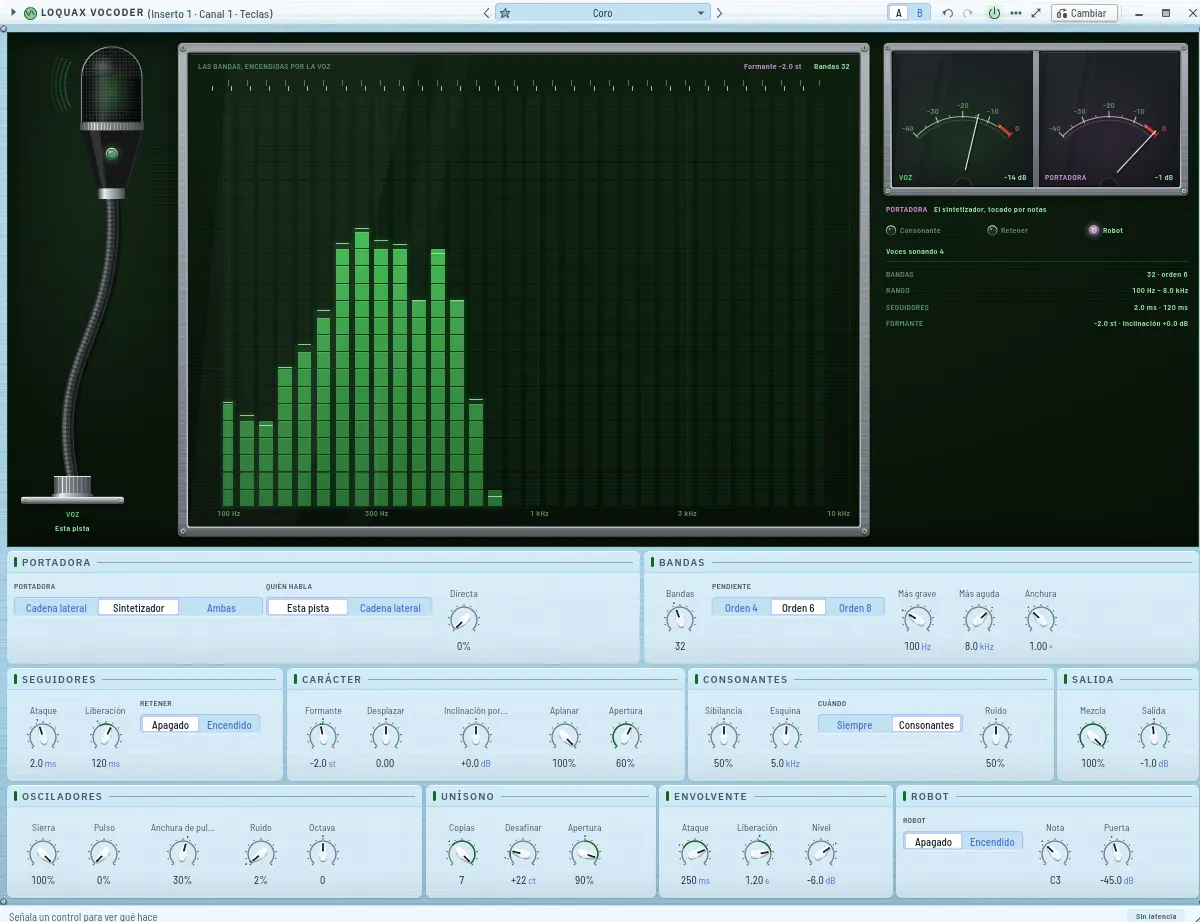 LOQUAX VOCODER (Inserto 1 · Canal 1 · Teclas)
Coro
A B
Cambiar
LAS BANDAS, ENCENDIDAS POR LA VOZ
Formante -2.0 st Bandas 32
100 Hz 300 Hz 1 kHz 3 kHz 10 kHz
VOZ
Esta pista
-40 -30 -20 -10 0
VOZ -14 dB
-40 -30 -20 -10 0
PORTADORA -1 dB
PORTADORA El sintetizador, tocado por notas
Consonante Retener Robot
Voces sonando 4
BANDAS 32 · orden 6
RANGO 100 Hz – 8.0 kHz
SEGUIDORES 2.0 ms · 120 ms
FORMANTE -2.0 st · Inclinación +0.0 dB
PORTADORA
PORTADORA QUIÉN HABLA
Cadena lateral Sintetizador Ambas Esta pista Cadena lateral
Directa
0%
BANDAS
Bandas
32
PENDIENTE
Orden 4 Orden 6 Orden 8
Más grave Más aguda Anchura
100 Hz 8.0 kHz 1.00 ×
SEGUIDORES
Ataque Liberación
2.0 ms 120 ms
RETENER
Apagado Encendido
CARÁCTER
Formante Desplazar Inclinación por... Aplanar Apertura
-2.0 st 0.00 +0.0 dB 100% 60%
CONSONANTES
Sibilancia Esquina
50% 5.0 kHz
CUÁNDO
Siempre Consonantes
Ruido
50%
SALIDA
Mezcla Salida
100% -1.0 dB
OSCILADORES
Sierra Pulso Anchura de pul... Ruido Octava
100% 0% 30% 2% 0
UNÍSONO
Copias Desafinar Apertura
7 +22 ct 90%
ENVOLVENTE
Ataque Liberación Nivel
250 ms 1.20 s -6.0 dB
ROBOT
ROBOT
Apagado Encendido
Nota Puerta
C3 -45.0 dB
Señala un control para ver qué hace
Sin latencia